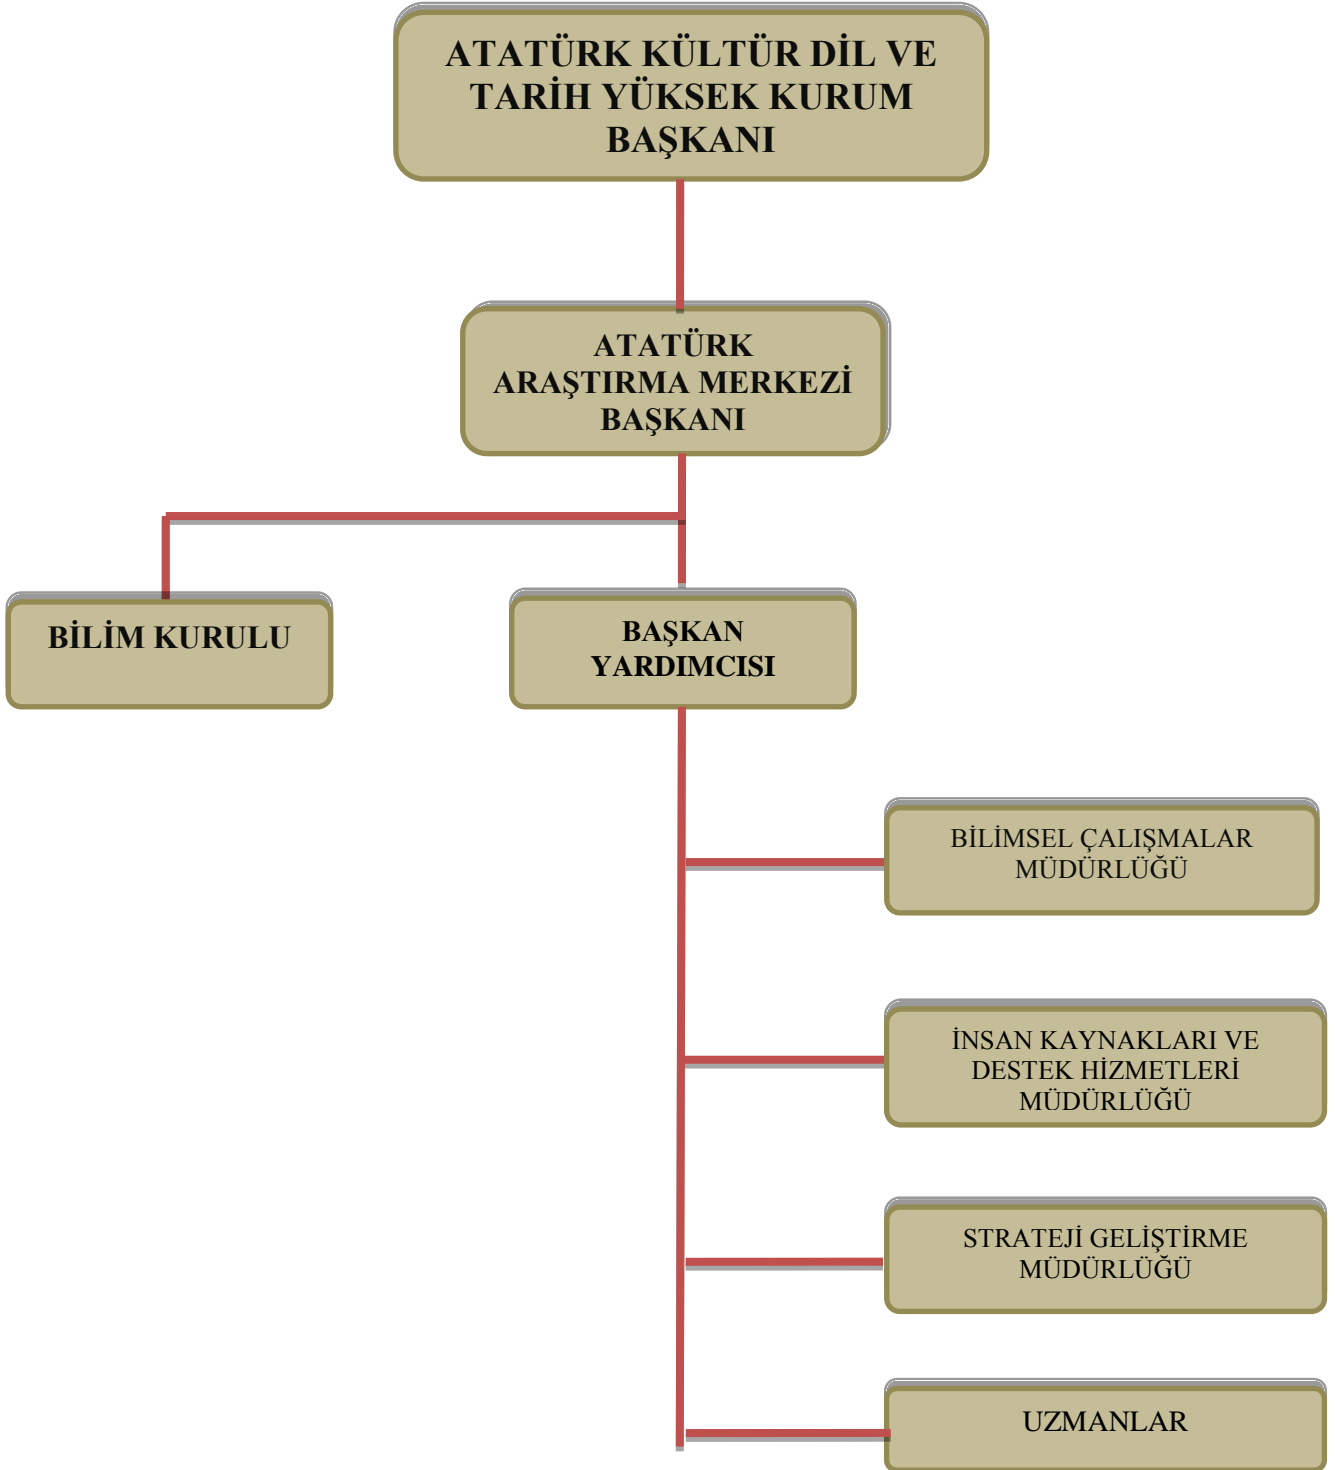 ATATÜRK KÜLTÜR DİL VE
TARİH YÜKSEK KURUM
BAŞKANI
ATATÜRK
ARAŞTIRMA MERKEZİ
BAŞKANI
BİLİM KURULU
BAŞKAN
YARDIMCISI
BİLİMSEL ÇALIŞMALAR
MÜDÜRLÜĞÜ
İNSAN KAYNAKLARI VE
DESTEK HİZMETLERİ
MÜDÜRLÜĞÜ
STRATEJİ GELİŞTİRME
MÜDÜRLÜĞÜ
UZMANLAR